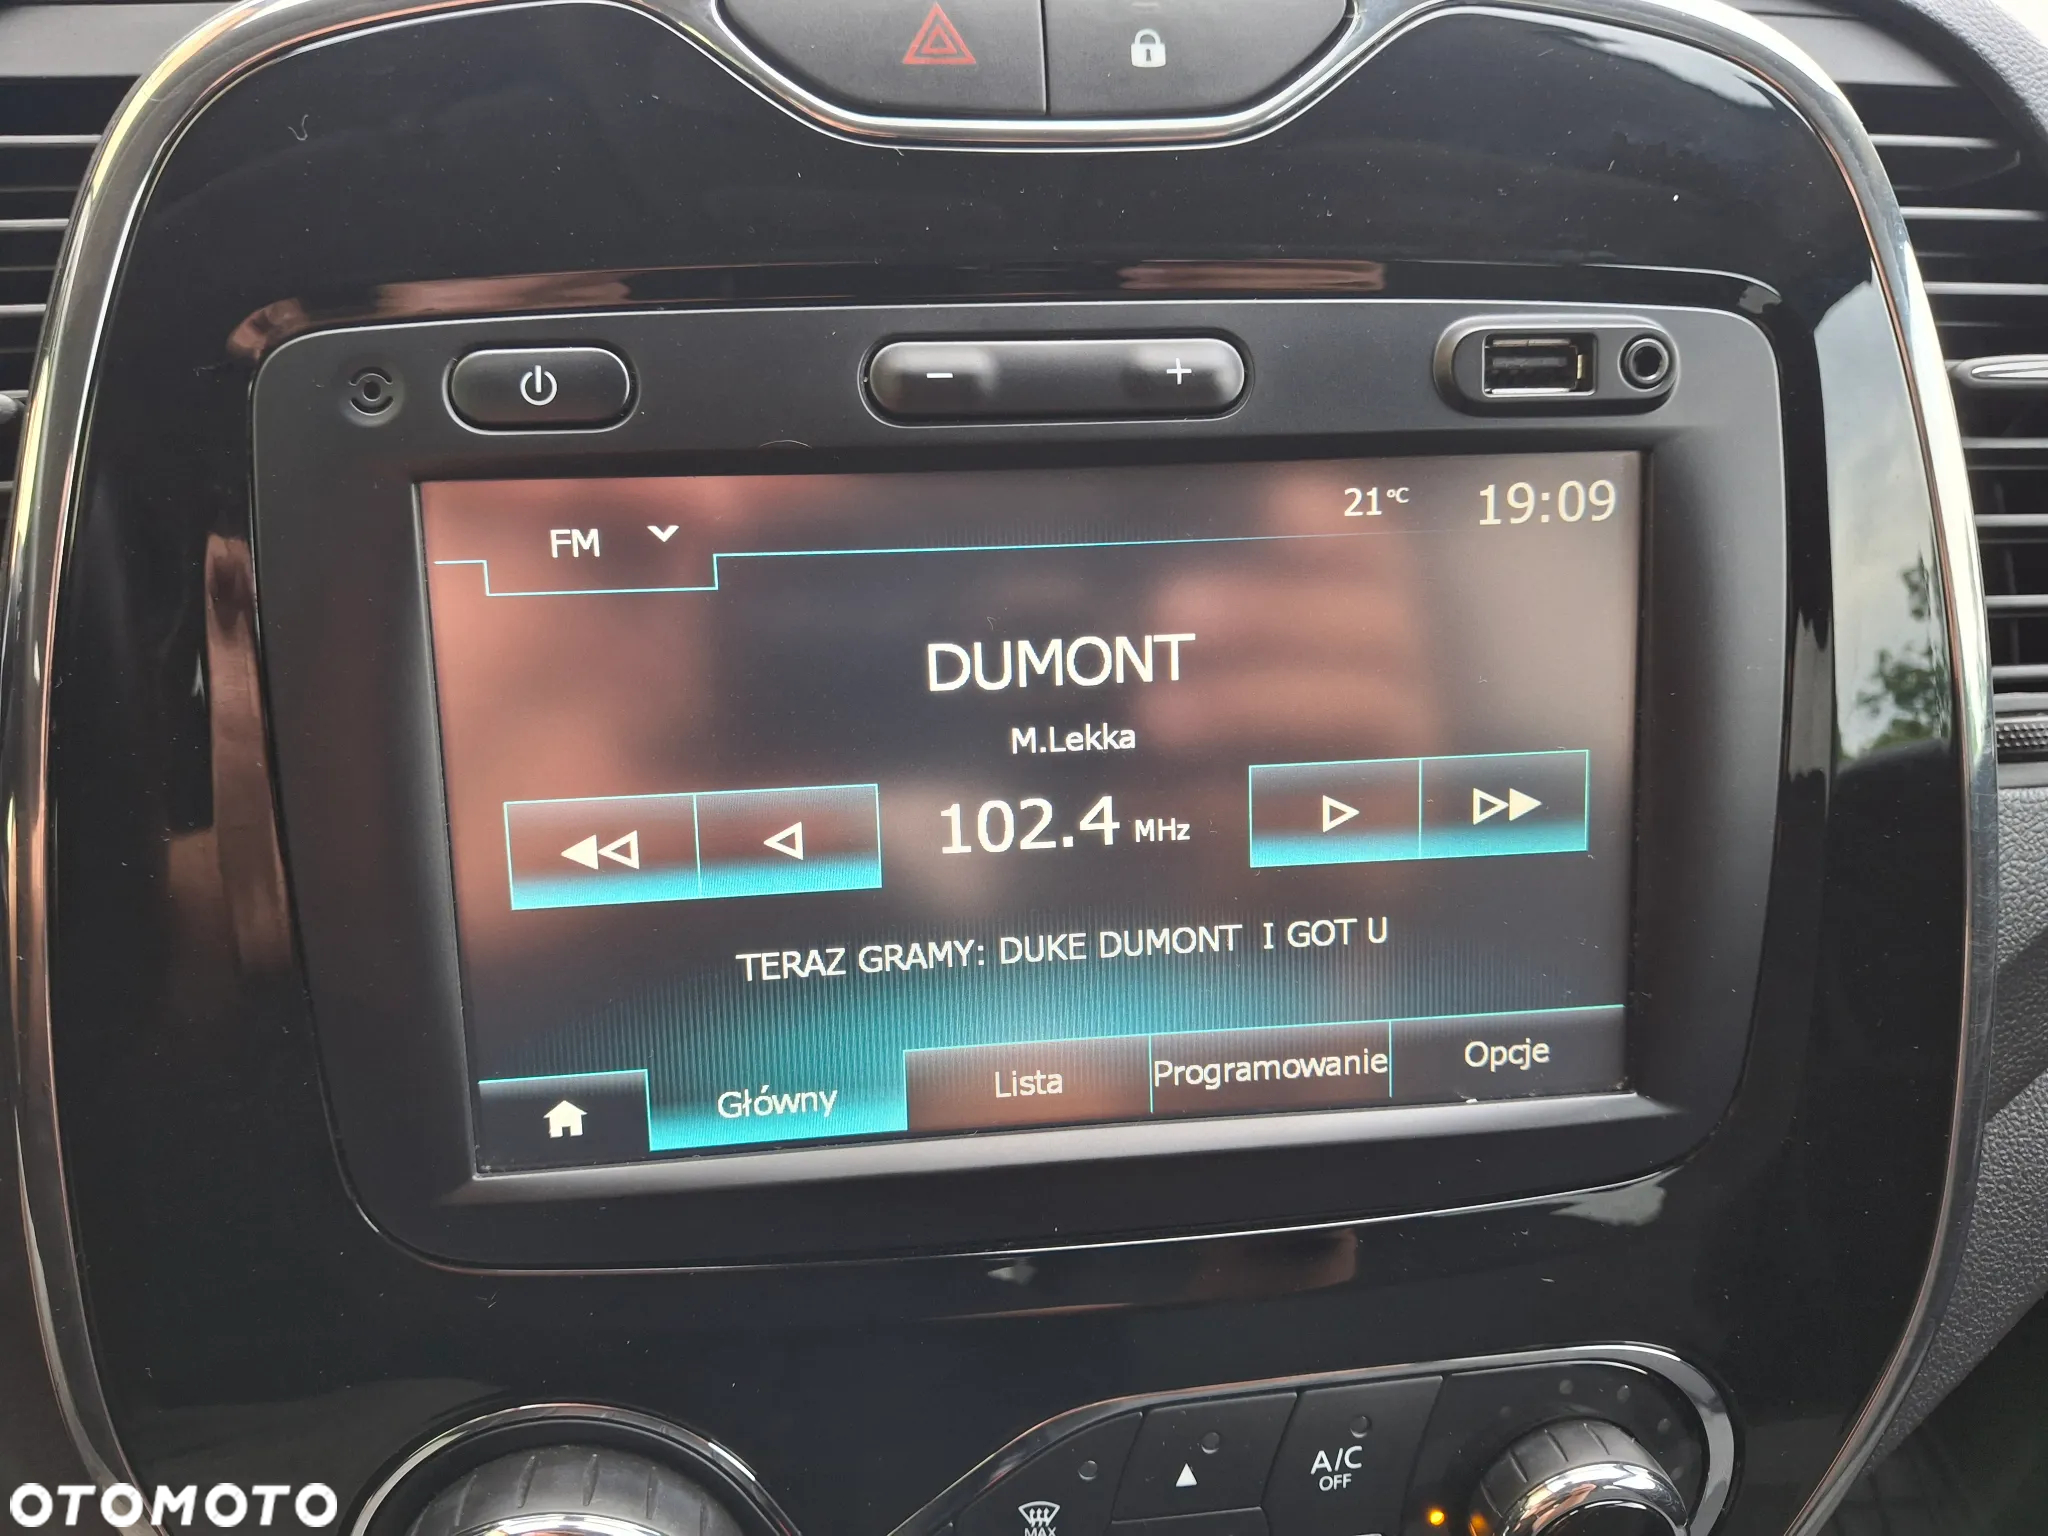 21°C 19:09
FM
DUMONT
M.Lekka
102.4 MHz
TERAZ GRAMY: DUKE DUMONT I GOT U
Główny Lista Programowanie Opcje
A/C
OFF
MAX
OTOMOTO